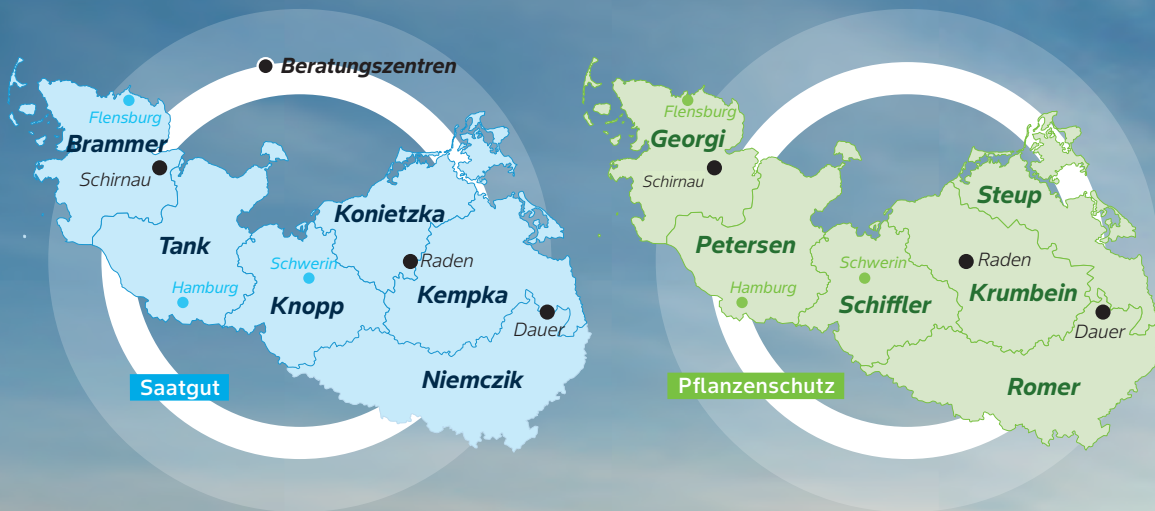 Beratungszentren
Flensburg
Brammer
Schirnau
Konietzka
Tank
Schwerin
Raden
Hamburg
Knopp
Kempka
Dauer
Niemczik
Saatgut
Flensburg
Georgi
Schirnau
Steup
Petersen
Schwerin
Raden
Hamburg
Schiffler
Krumbein
Dauer
Romer
Pflanzenschutz